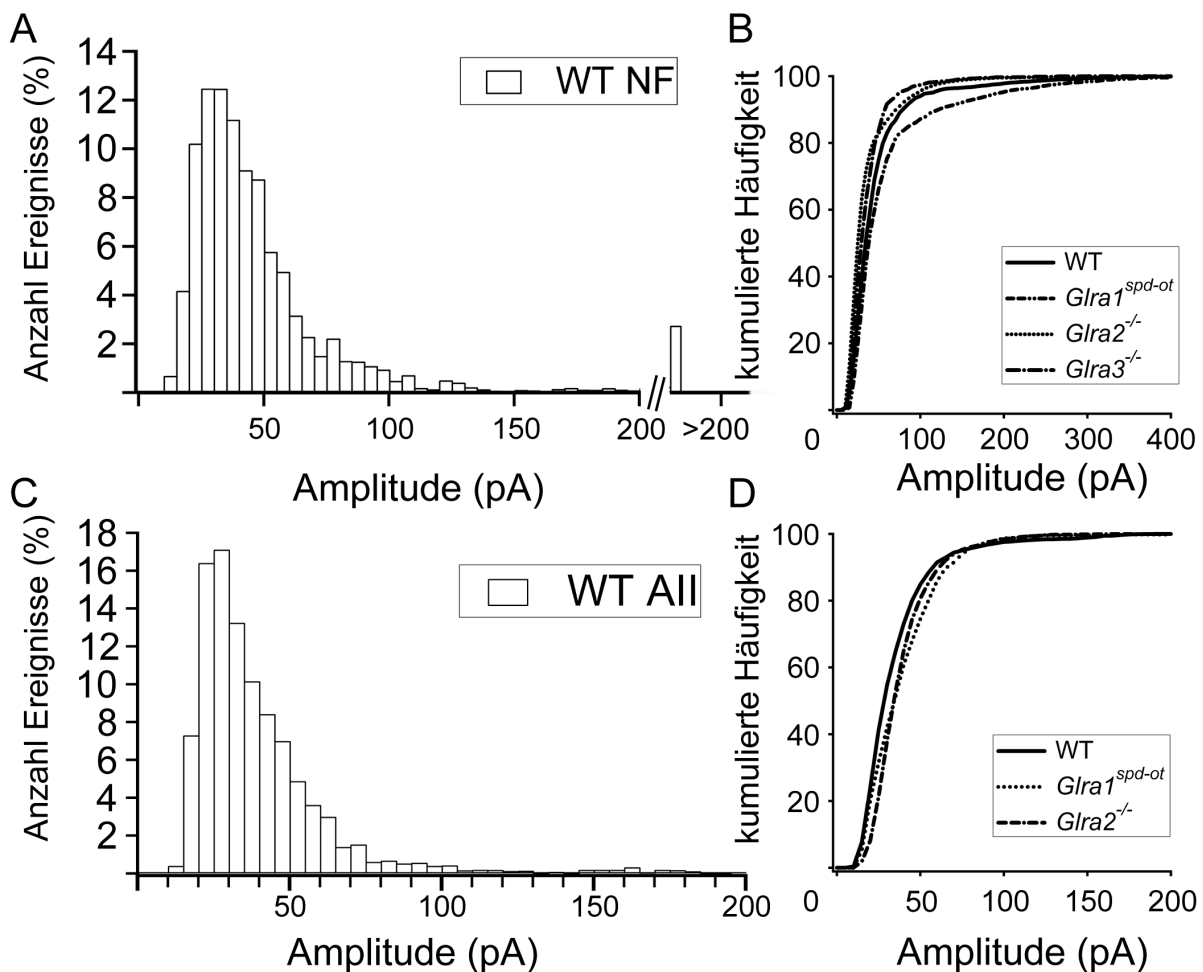 A
Anzahl Ereignisse (%)
14
12
10
8
6
4
2
WT NF
50
100
150
200
>200
Amplitude (pA)
B
kumulierte Häufigkeit
100
80
60
40
20
0
WT
Glra1spd-ot
Glra2-/-
Glra3-/-
100
200
300
400
Amplitude (pA)
C
Anzahl Ereignisse (%)
18
16
14
12
10
8
6
4
2
WT AII
50
100
150
200
Amplitude (pA)
D
kumulierte Häufigkeit
100
80
60
40
20
0
WT
Glra1spd-ot
Glra2-/-
50
100
150
200
Amplitude (pA)